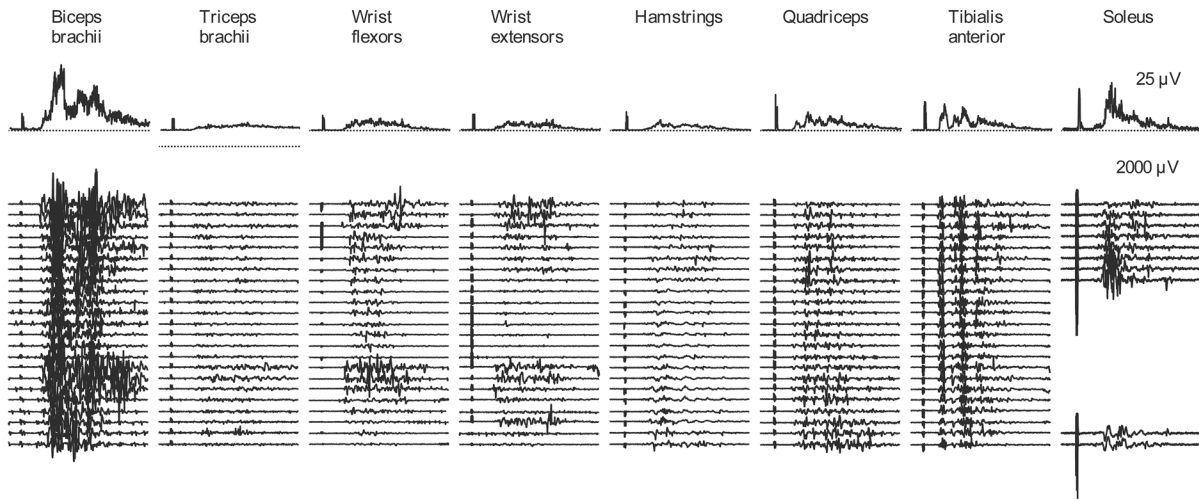 Biceps
brachii
Triceps
brachii
Wrist
flexors
Wrist
extensors
Hamstrings
Quadriceps
Tibialis
anterior
Soleus
25 µV
2000 µV